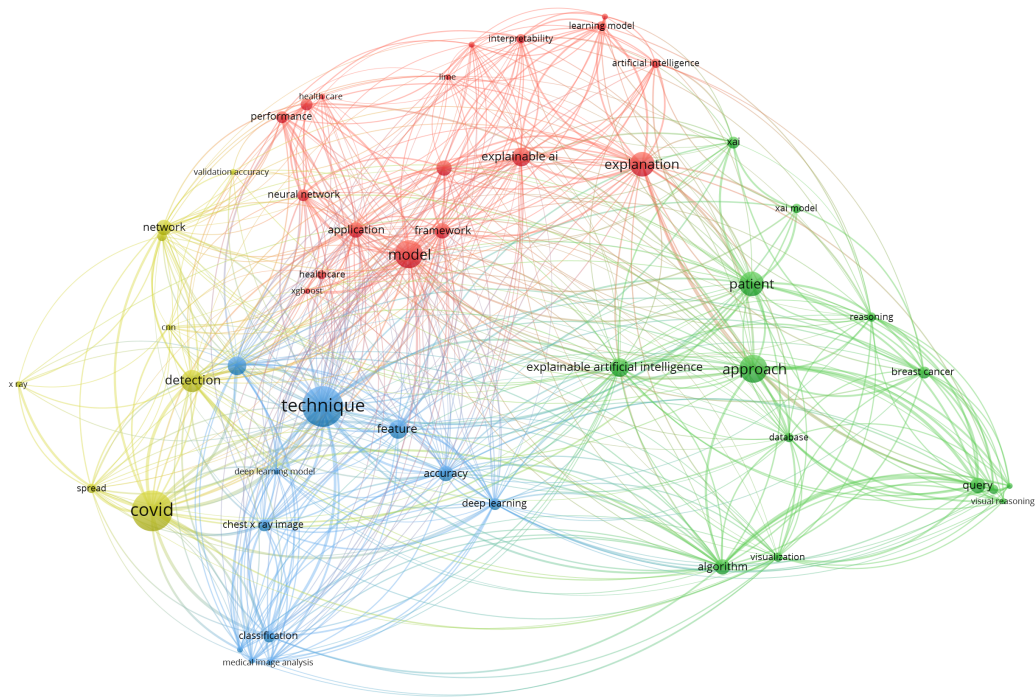 learning model
interpretability
artificial intelligence
lime
health care
performance
xai
explainable ai
explanation
validation accuracy
neural network
xai model
network
application
framework
model
healthcare
patient
xgboost
reasoning
cnn
explainable artificial intelligence
approach
breast cancer
detection
x ray
technique
feature
database
deep learning model
accuracy
query
spread
visual reasoning
deep learning
covid
chest x ray image
visualization
algorithm
classification
medical image analysis